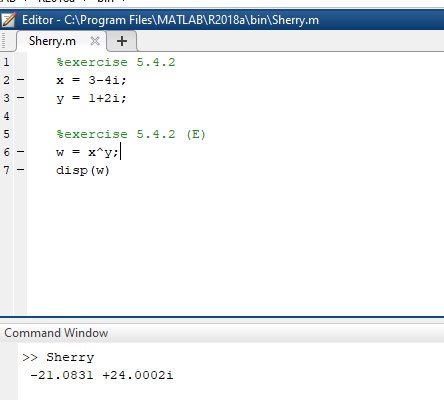 Editor - C:\Program Files\MATLAB\R2018a\bin\Sherry.m
Sherry.m × +
1 %exercise 5.4.2
2 - x = 3-4i;
3 - y = 1+2i;
4
5 %exercise 5.4.2 (E)
6 - w = x^y;
7 - disp(w)
Command Window
>> Sherry
-21.0831 +24.0002i